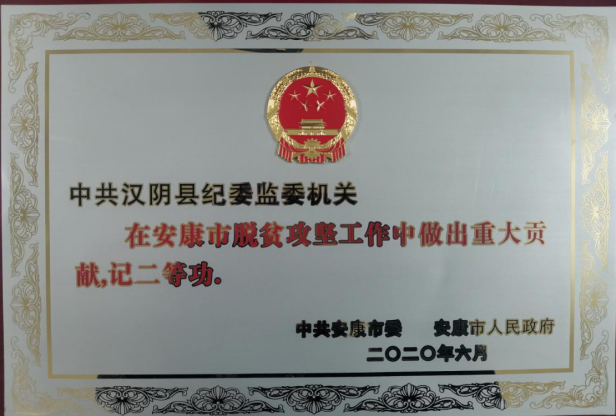 中共汉阴县纪委监委机关
在安康市脱贫攻坚工作中做出重大贡
献,记二等功.
中共安康市委 安康市人民政府
二〇二〇年六月